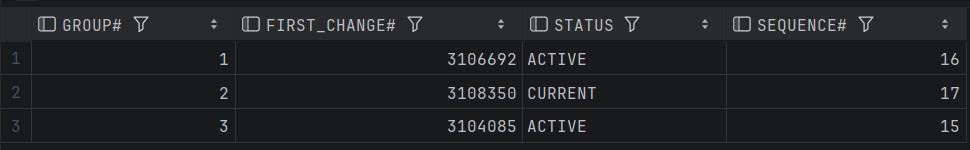 GROUP# FIRST_CHANGE# STATUS SEQUENCE#
1 1 3106692 ACTIVE 16
2 2 3108350 CURRENT 17
3 3 3104085 ACTIVE 15